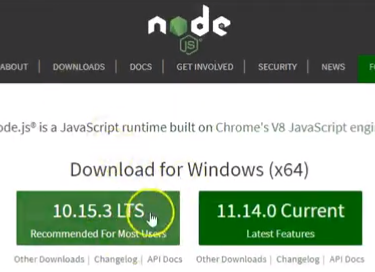 node
JS
ABOUT | DOWNLOADS | DOCS | GET INVOLVED | SECURITY | NEWS
ode.js® is a JavaScript runtime built on Chrome's V8 JavaScript engi
Download for Windows (x64)
10.15.3 LTS
Recommended For Most Users
11.14.0 Current
Latest Features
Other Downloads | Changelog | API Docs
Other Downloads | Changelog | API Docs